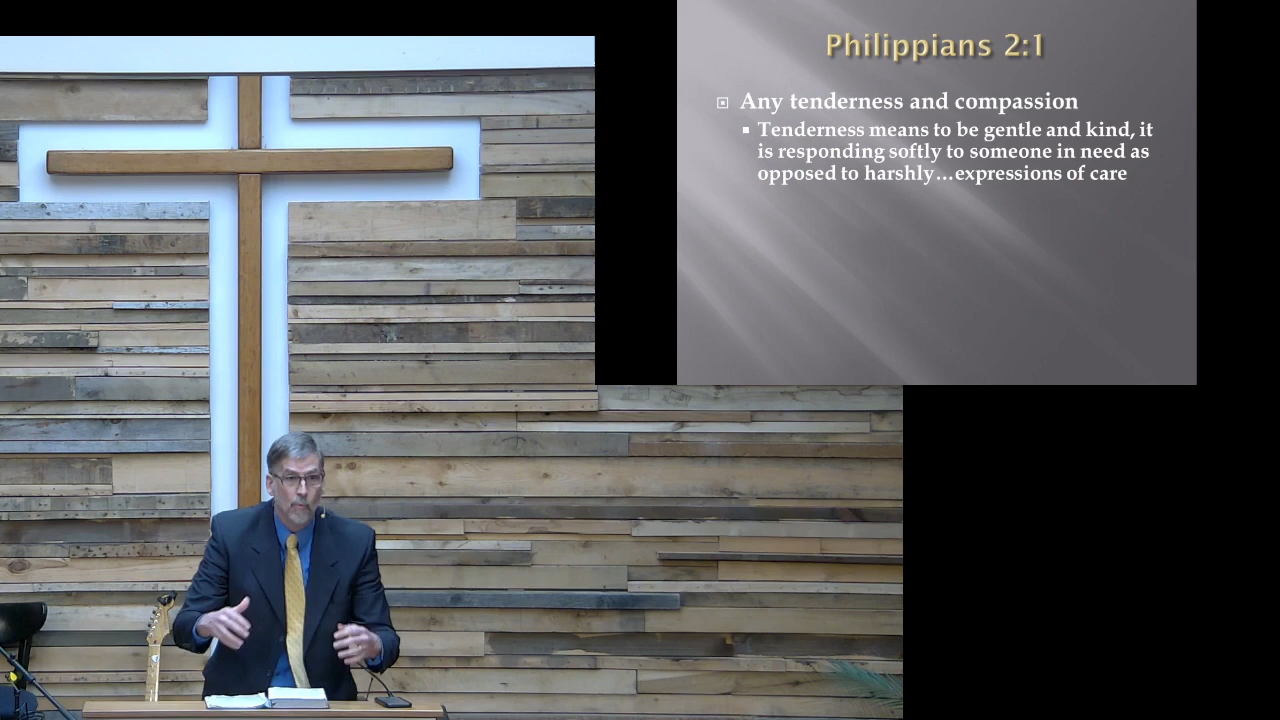 Philippians 2:1
Any tenderness and compassion
Tenderness means to be gentle and kind, it
is responding softly to someone in need as
opposed to harshly...expressions of care